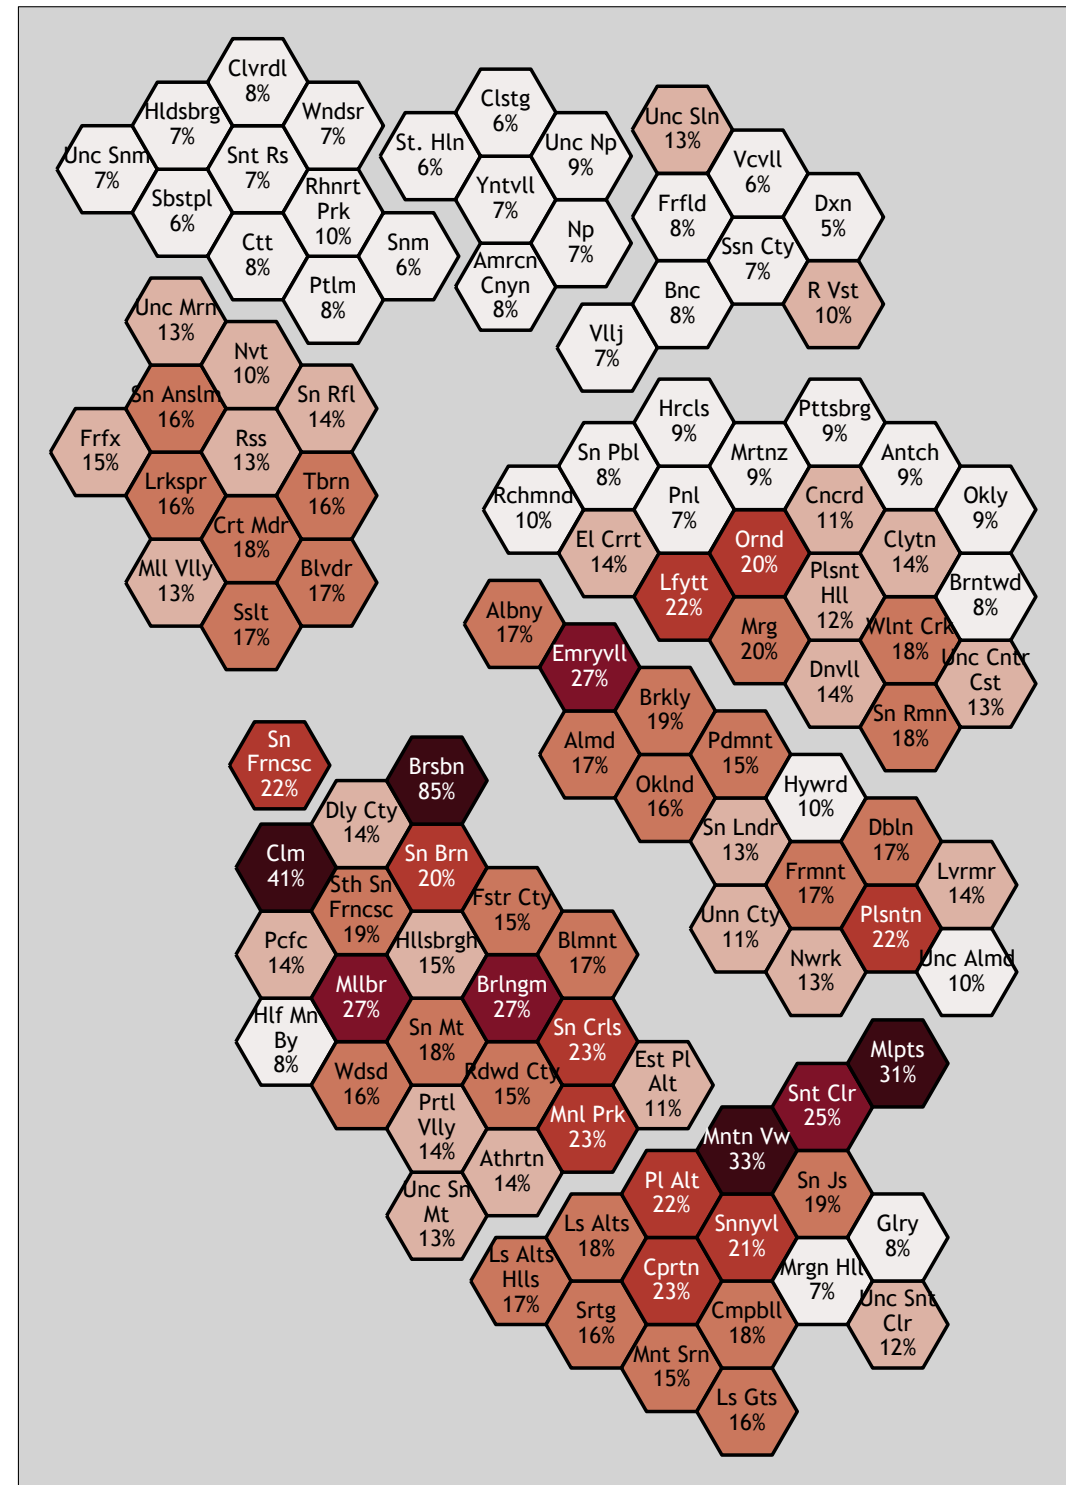 Clvrdl
8%
Hldsbrg
7%
Wndsr
7%
Unc Snm
7%
Snt Rs
7%
Sbstpl
6%
Rhnrt
Prk
10%
Ctt
8%
Snm
6%
Ptlm
8%
Clstg
6%
St. Hln
6%
Unc Np
9%
Yntvll
7%
Np
7%
Amrcn
Cnyn
8%
Unc Sln
13%
Vcvll
6%
Frfld
8%
Dxn
5%
Ssn Cty
7%
Bnc
8%
R Vst
10%
Vllj
7%
Unc Mrn
13%
Nvt
10%
Sn Anslm
16%
Sn Rfl
14%
Frfx
15%
Rss
13%
Lrkspr
16%
Tbrn
16%
Crt Mdr
18%
Mll Vlly
13%
Blvdr
17%
Sslt
17%
Hrcls
9%
Pttsbrg
9%
Sn Pbl
8%
Mrtnz
9%
Antch
9%
Rchmnd
10%
Pnl
7%
Cncrd
11%
Okly
9%
El Crrt
14%
Ornd
20%
Clytn
14%
Lfytt
22%
Plsnt
Hll
12%
Brntwd
8%
Mrg
20%
Wlnt Crk
18%
Dnvll
14%
Unc Cntr
Cst
13%
Sn Rmn
18%
Albny
17%
Emryvll
27%
Brkly
19%
Almd
17%
Pdmnt
15%
Oklnd
16%
Hywrd
10%
Sn Lndr
13%
Dbln
17%
Frmnt
17%
Lvrmr
14%
Unn Cty
11%
Plsntn
22%
Nwrk
13%
Unc Almd
10%
Sn
Frncsc
22%
Brsbn
85%
Dly Cty
14%
Clm
41%
Sn Brn
20%
Sth Sn
Frncsc
19%
Fstr Cty
15%
Pcfc
14%
Hllsbrgh
15%
Blmnt
17%
Mllbr
27%
Brlngm
27%
Hlf Mn
By
8%
Sn Mt
18%
Sn Crls
23%
Wdsd
16%
Rdwd Cty
15%
Est Pl
Alt
11%
Prtl
Vlly
14%
Mnl Prk
23%
Athrtn
14%
Unc Sn
Mt
13%
Mlpts
31%
Snt Clr
25%
Mntn Vw
33%
Pl Alt
22%
Sn Js
19%
Ls Alts
18%
Snnyvl
21%
Glry
8%
Ls Alts
Hlls
17%
Cprtn
23%
Mrgn Hll
7%
Srtg
16%
Cmpbll
18%
Unc Snt
Clr
12%
Mnt Srn
15%
Ls Gts
16%